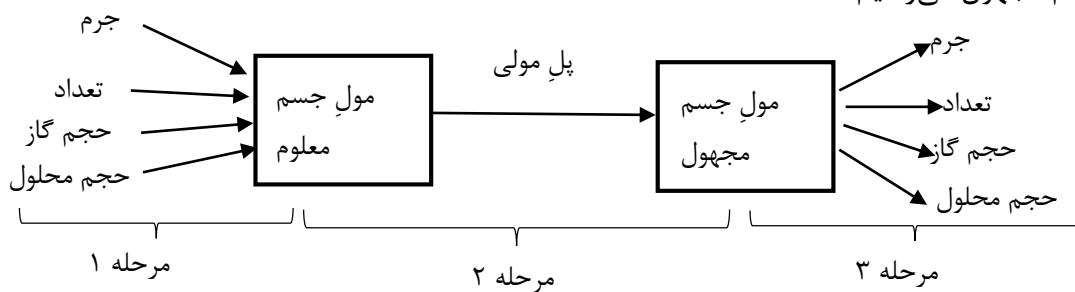 جرم
تعداد
حجم گاز
حجم محلول
مولِ جسم
معلوم
پلِ مولی
مولِ جسم
مجهول
جرم
تعداد
حجم گاز
حجم محلول
مرحله ۱
مرحله ۲
مرحله ۳